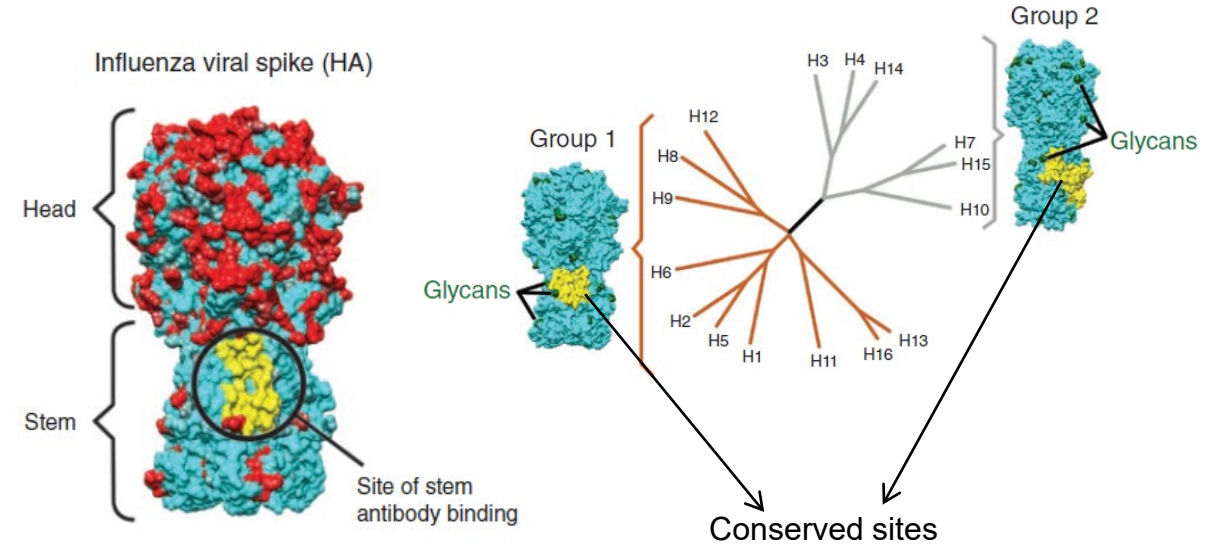 Influenza viral spike (HA)
Head
Stem
Site of stem
antibody binding
Group 1
Glycans
H12
H8
H9
H6
H2
H5
H1
H11
H16
H13
H3
H4
H14
H7
H15
H10
Group 2
Glycans
Conserved sites